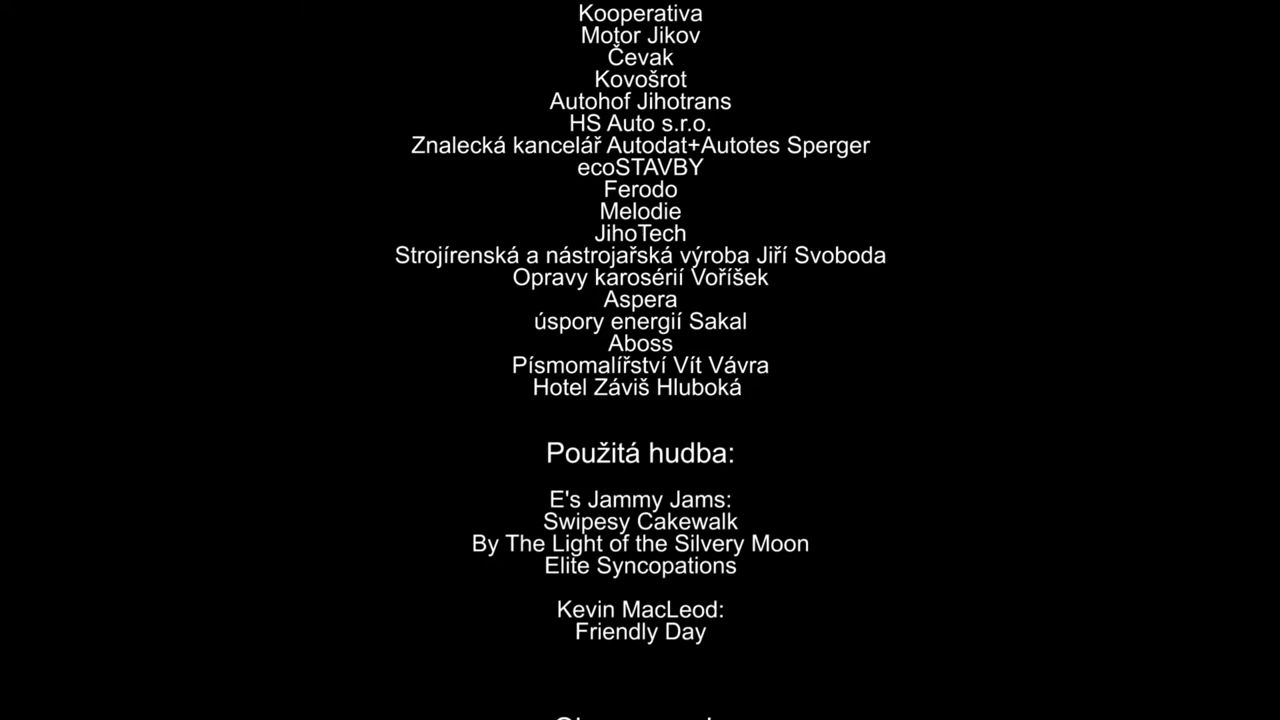 Kooperativa
Motor Jikov
Čevak
Kovošrot
Autohof Jihotrans
HS Auto s.r.o.
Znalecká kancelář Autodat+Autotes Sperger
ecoSTAVBY
Ferodo
Melodie
JihoTech
Strojírenská a nástrojařská výroba Jiří Svoboda
Opravy karosérií Voříšek
Aspera
úspory energií Sakal
Aboss
Písmomalířství Vít Vávra
Hotel Záviš Hluboká
Použitá hudba:
E's Jammy Jams:
Swipesy Cakewalk
By The Light of the Silvery Moon
Elite Syncopations
Kevin MacLeod:
Friendly Day